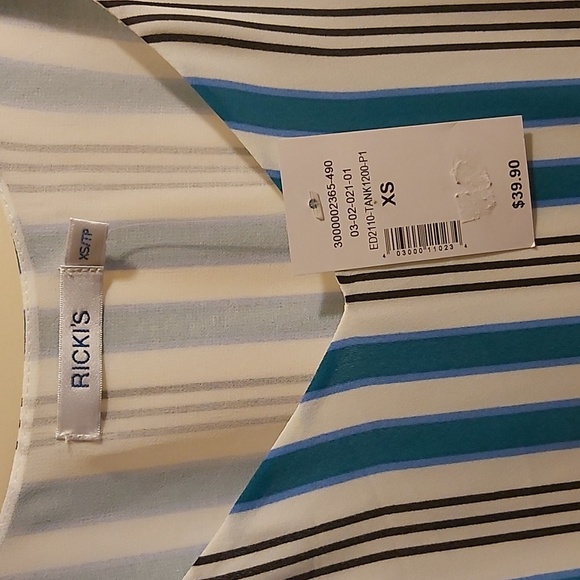 3000002365-490
03-02-021-01
ED2110-TANK1200-P1
XS
4 03000 11023 4
$39.90
XS/TP
RICKI'S